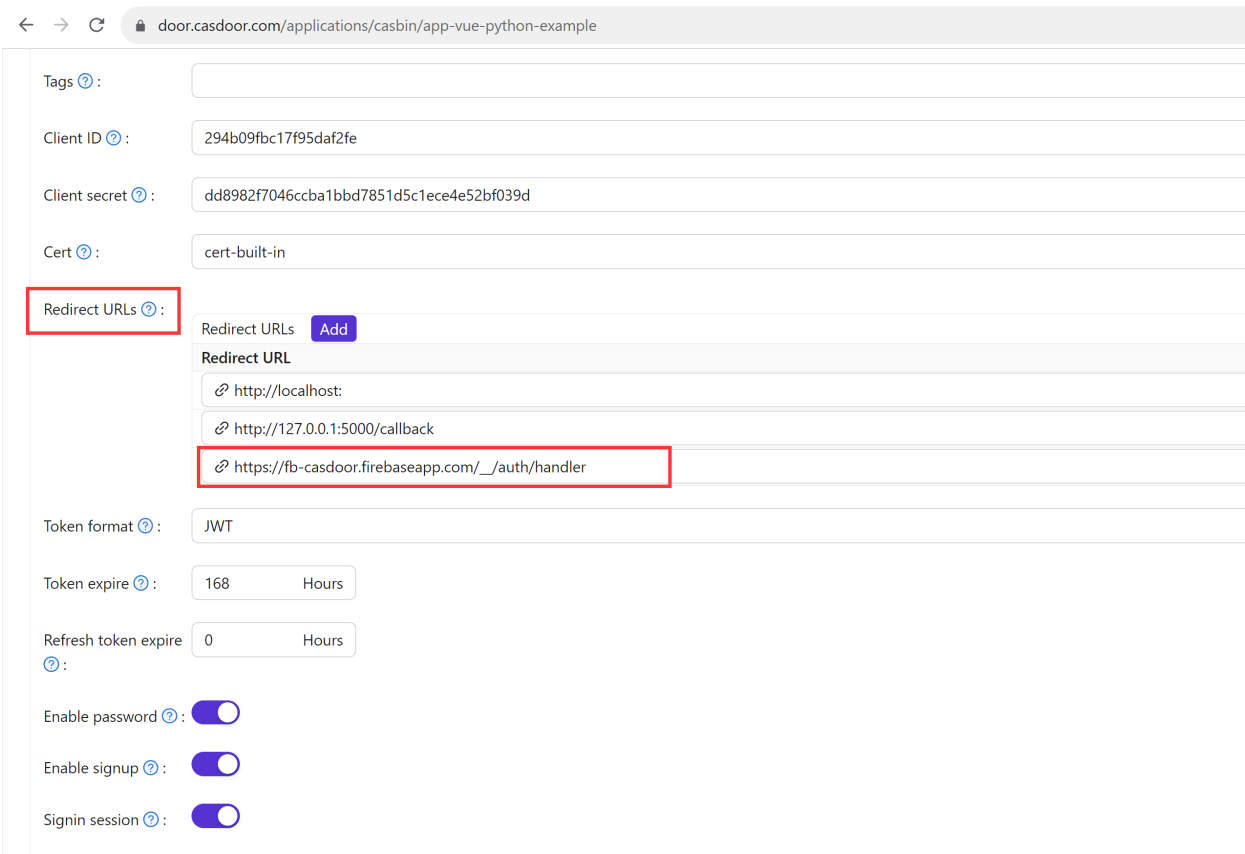 door.casdoor.com/applications/casbin/app-vue-python-example
Tags ? :
Client ID ? : 294b09fbc17f95daf2fe
Client secret ? : dd8982f7046ccba1bbd7851d5c1ece4e52bf039d
Cert ? : cert-built-in
Redirect URLs ? :
Redirect URLs Add
Redirect URL
http://localhost:
http://127.0.0.1:5000/callback
https://fb-casdoor.firebaseapp.com/__/auth/handler
Token format ? : JWT
Token expire ? : 168 Hours
Refresh token expire ? : 0 Hours
Enable password ? :
Enable signup ? :
Signin session ? :